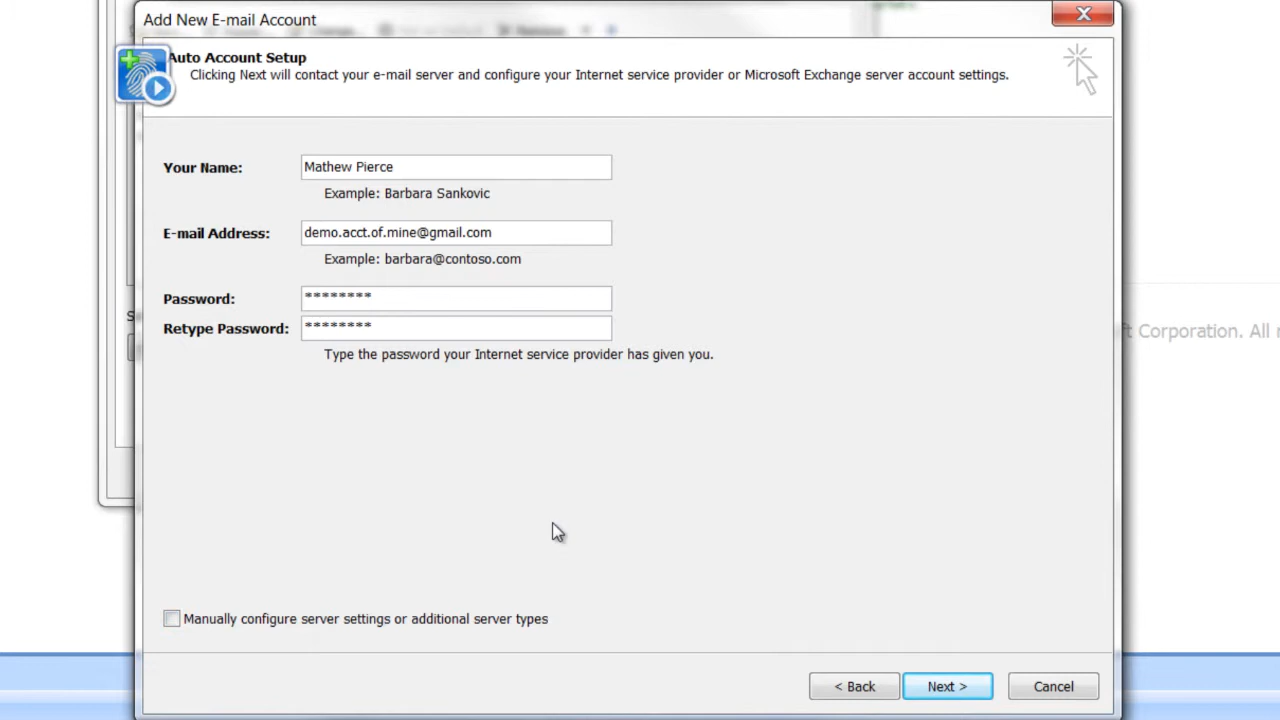 Add New E-mail Account
Auto Account Setup
Clicking Next will contact your e-mail server and configure your Internet service provider or Microsoft Exchange server account settings.
Your Name: Mathew Pierce
Example: Barbara Sankovic
E-mail Address: demo.acct.of.mine@gmail.com
Example: barbara@contoso.com
Password: ********
Retype Password: ********
Type the password your Internet service provider has given you.
Corporation. All
Manually configure server settings or additional server types
< Back Next > Cancel